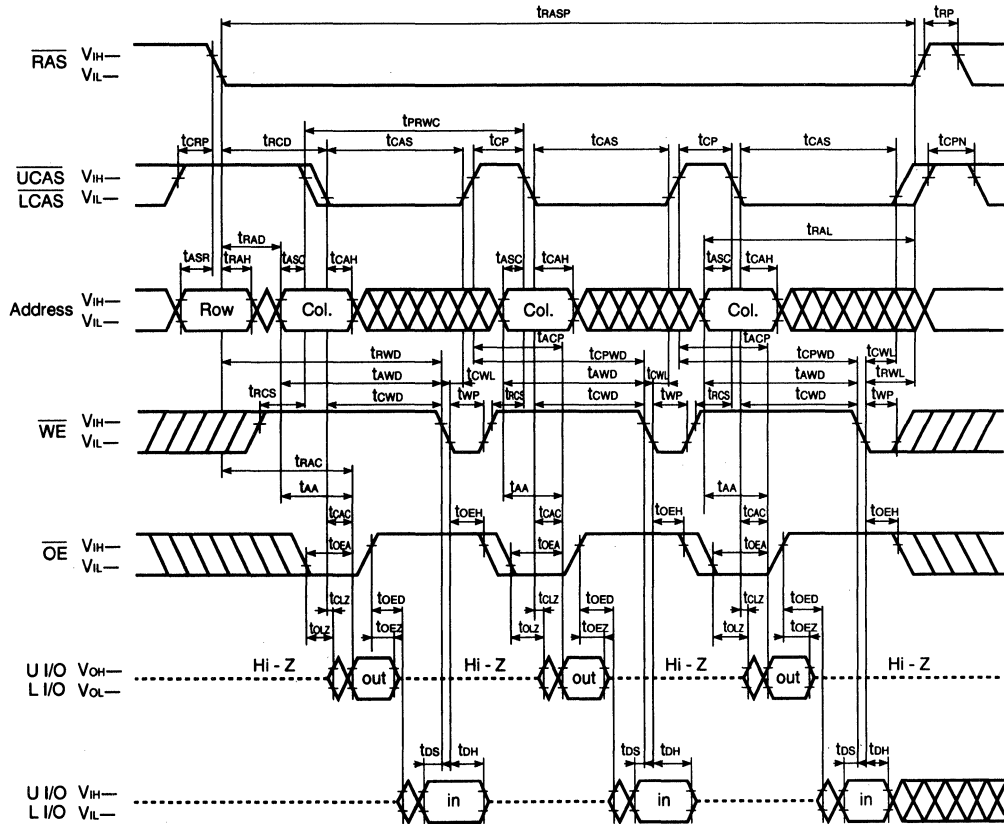 tRASP tRP
RAS VIH
VIL
tPRWC
tCRP tRCD tCAS tCP tCAS tCP tCAS tCPN
UCAS VIH
LCAS VIL
tRAD tRAL
tASR tRAH tASC tCAH tASC tCAH tASC tCAH
Address VIH
VIL
Row Col. Col. Col.
tACP tACP
tRWD tCPWD tCPWD tCWL
tAWD tCWL tAWD tCWL tAWD tRWL
tRCS tCWD tWP tRCS tCWD tWP tRCS tCWD tWP
WE VIH
VIL
tRAC
tAA tAA tAA
tCAC tOEH tCAC tOEH tCAC tOEH
OE VIH
VIL
tOEA tOEA tOEA
tCLZ tOED tCLZ tOED tCLZ tOED
tOLZ tOEZ tOLZ tOEZ tOLZ tOEZ
U I/O VOH
L I/O VOL
Hi - Z out Hi - Z out Hi - Z out Hi - Z
tDS tDH tDS tDH tDS tDH
U I/O VIH
L I/O VIL
in in in